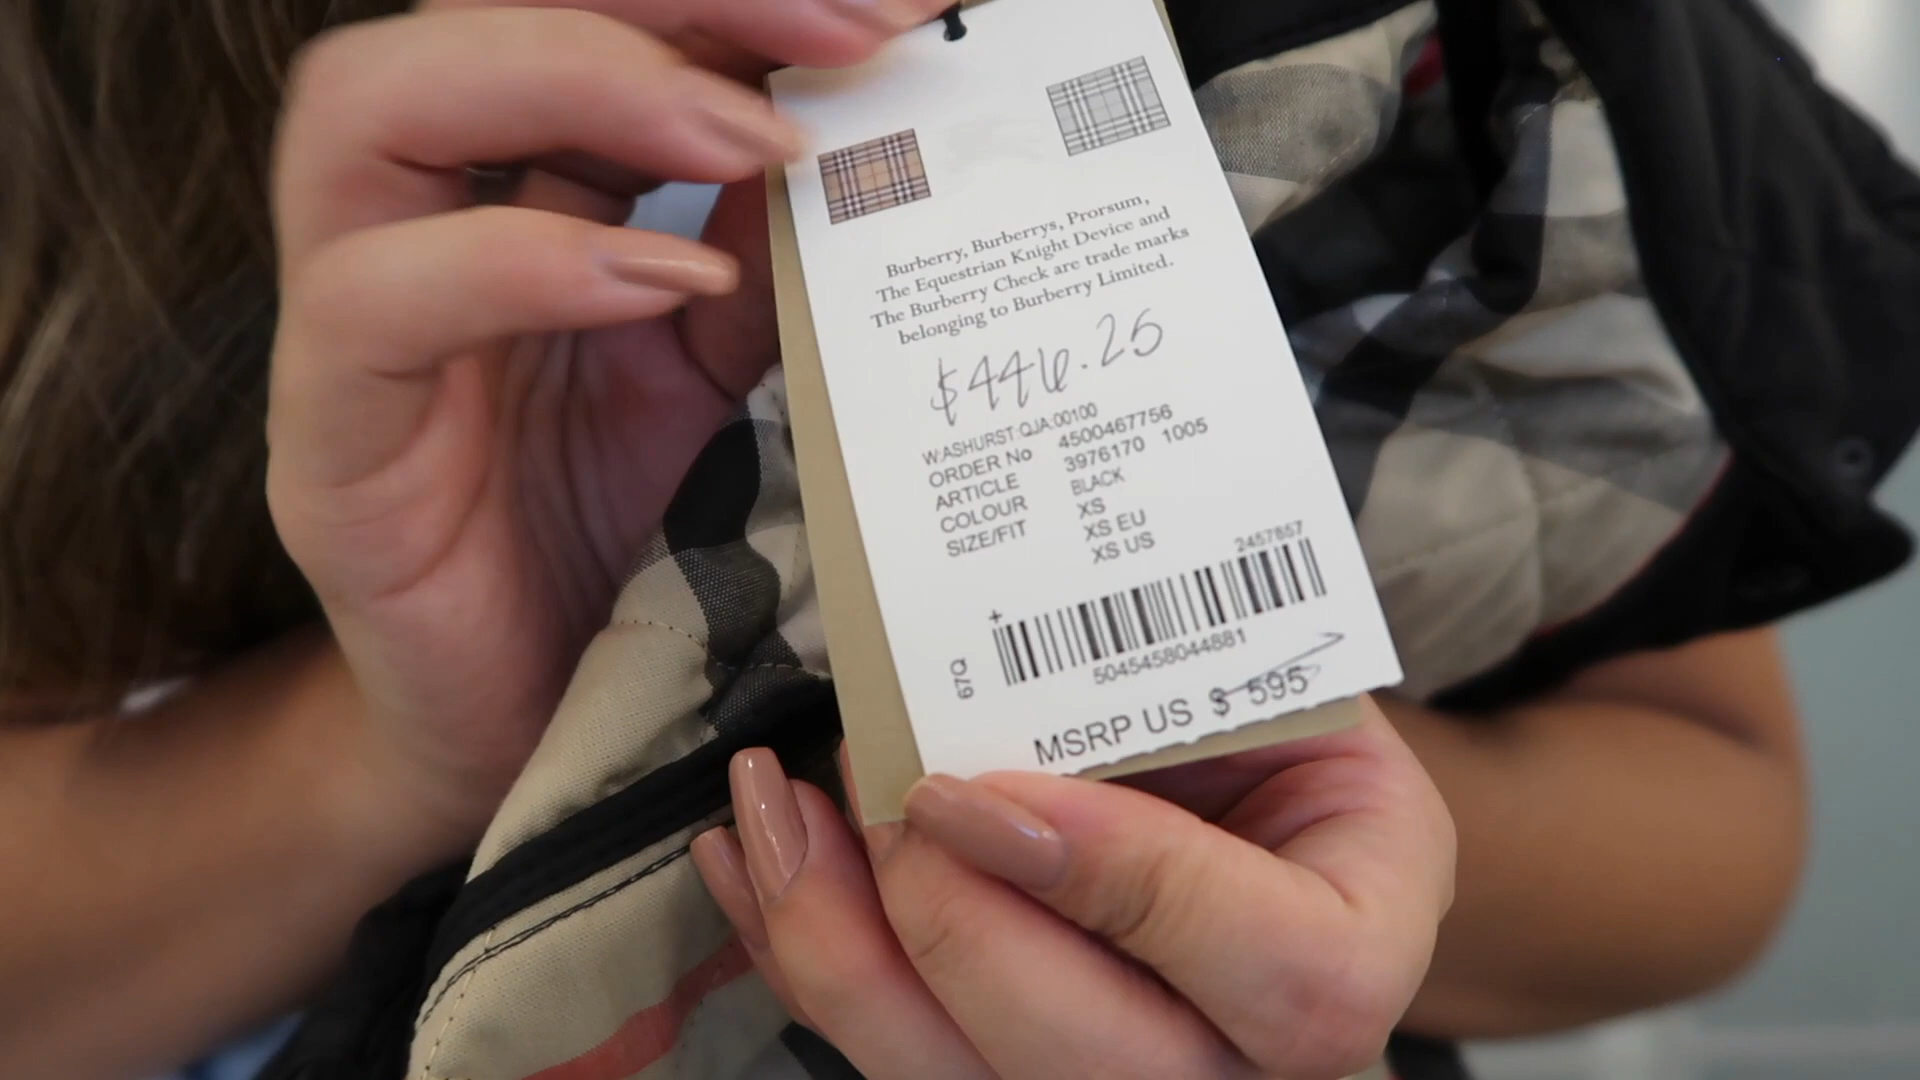 Burberry, Burberrys, Prorsum,
The Equestrian Knight Device and
The Burberry Check are trade marks
belonging to Burberry Limited.
$446.25
W:ASHURST:QJA:00100
ORDER No 4500467756
ARTICLE 3976170 1005
COLOUR BLACK
SIZE/FIT XS
XS EU
XS US
2457857
+
67Q
5045458044881
MSRP US $ 595